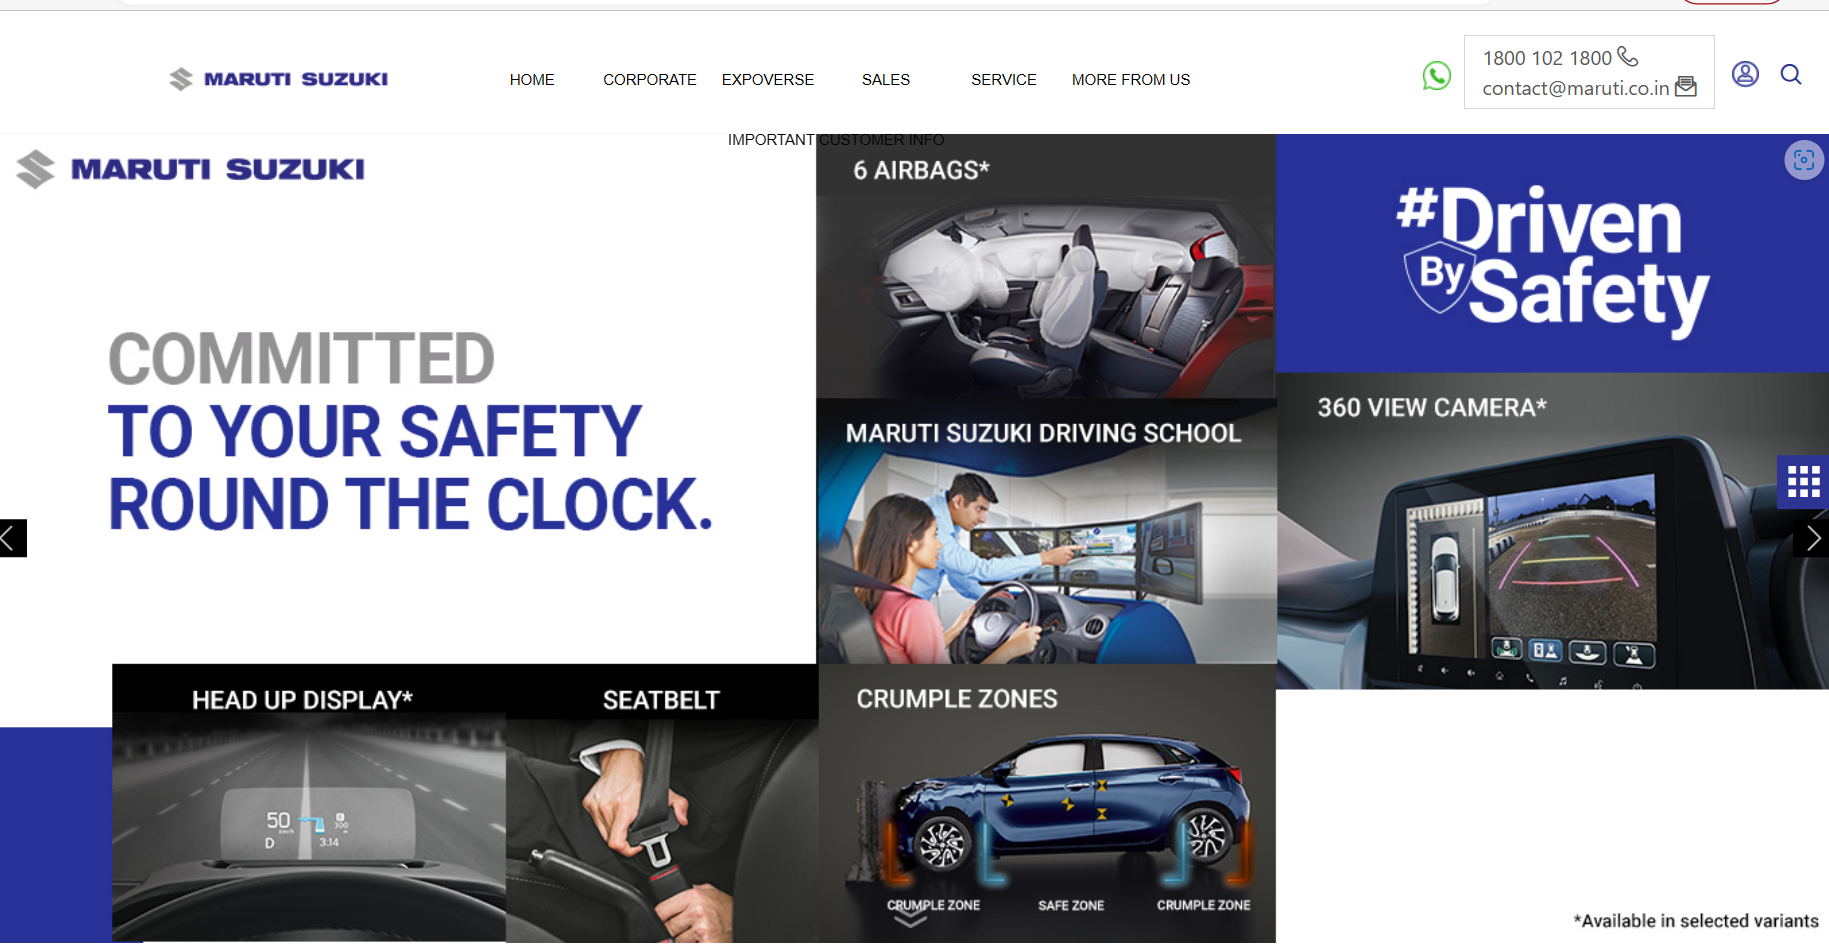 MARUTI SUZUKI
HOME
CORPORATE
EXPOVERSE
SALES
SERVICE
MORE FROM US
IMPORTANT CUSTOMER INFO
1800 102 1800
contact@maruti.co.in
MARUTI SUZUKI
COMMITTED
TO YOUR SAFETY
ROUND THE CLOCK.
6 AIRBAGS*
#Driven
By Safety
MARUTI SUZUKI DRIVING SCHOOL
360 VIEW CAMERA*
HEAD UP DISPLAY*
50
km/h
D
300
m
3:14
SEATBELT
CRUMPLE ZONES
CRUMPLE ZONE
SAFE ZONE
CRUMPLE ZONE
*Available in selected variants